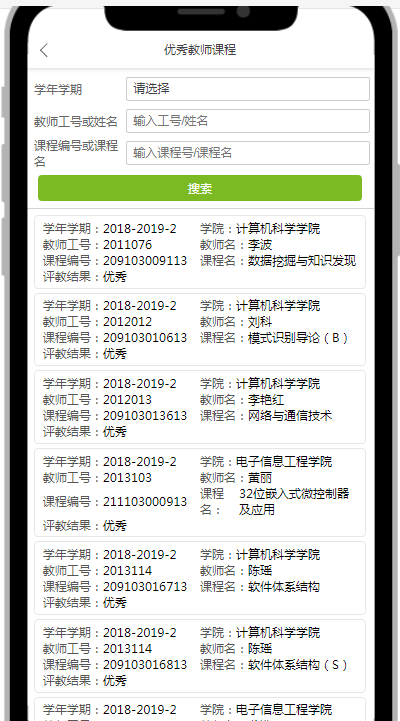 优秀教师课程
学年学期 请选择
教师工号或姓名 输入工号/姓名
课程编号或课程名 输入课程号/课程名
搜索
学年学期：2018-2019-2 学院：计算机科学学院
教师工号：2011076 教师名：李波
课程编号：209103009113 课程名：数据挖掘与知识发现
评教结果：优秀
学年学期：2018-2019-2 学院：计算机科学学院
教师工号：2012012 教师名：刘科
课程编号：209103010613 课程名：模式识别导论（B）
评教结果：优秀
学年学期：2018-2019-2 学院：计算机科学学院
教师工号：2012013 教师名：李艳红
课程编号：209103013613 课程名：网络与通信技术
评教结果：优秀
学年学期：2018-2019-2 学院：电子信息工程学院
教师工号：2013103 教师名：黄丽
课程编号：211103000913 课程名：32位嵌入式微控制器及应用
评教结果：优秀
学年学期：2018-2019-2 学院：计算机科学学院
教师工号：2013114 教师名：陈瑶
课程编号：209103016713 课程名：软件体系结构
评教结果：优秀
学年学期：2018-2019-2 学院：计算机科学学院
教师工号：2013114 教师名：陈瑶
课程编号：209103016813 课程名：软件体系结构（S）
评教结果：优秀
学年学期：2018-2019-2 学院：电子信息工程学院